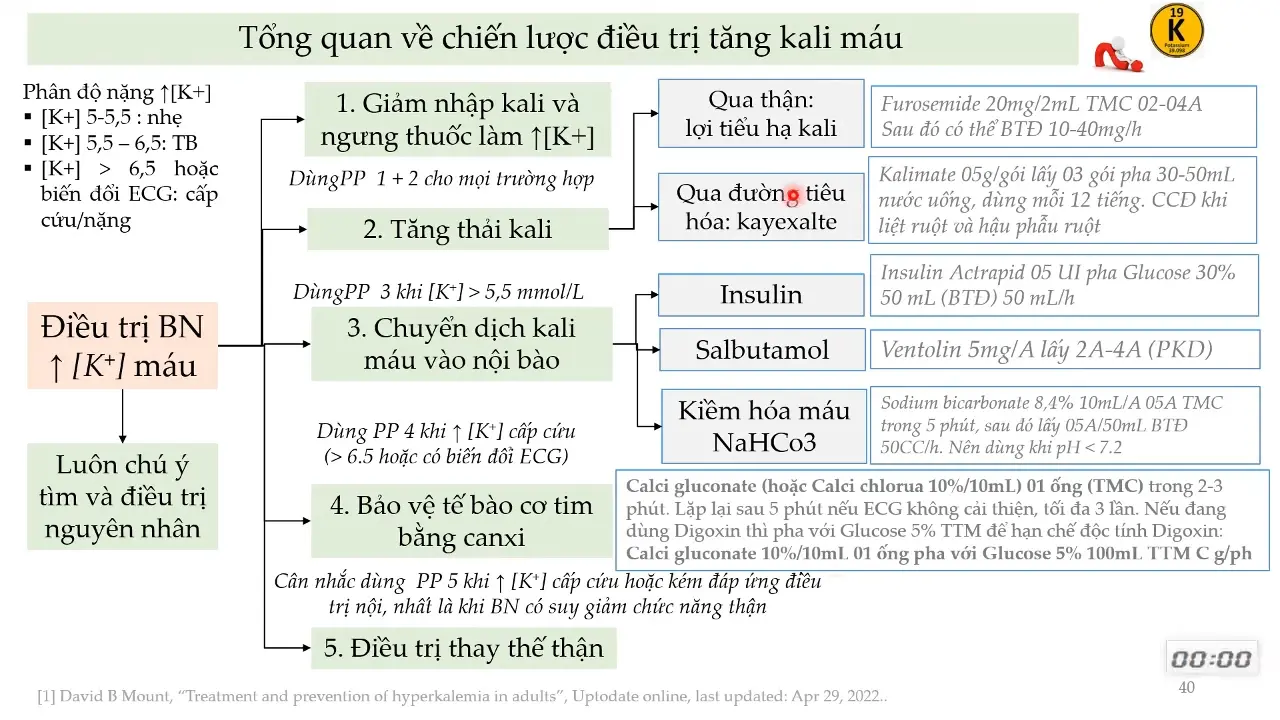 Tổng quan về chiến lược điều trị tăng kali máu
19
K
Potassium
39.098
Phân độ nặng ↑[K+]
▪ [K+] 5-5,5 : nhẹ
▪ [K+] 5,5 – 6,5: TB
▪ [K+] > 6,5 hoặc
biến đổi ECG: cấp
cứu/nặng
Điều trị BN
↑ [K⁺] máu
Luôn chú ý
tìm và điều trị
nguyên nhân
1. Giảm nhập kali và
ngưng thuốc làm ↑[K+]
DùngPP 1 + 2 cho mọi trường hợp
2. Tăng thải kali
Qua thận:
lợi tiểu hạ kali
Furosemide 20mg/2mL TMC 02-04A
Sau đó có thể BTĐ 10-40mg/h
Qua đường tiêu
hóa: kayexalte
Kalimate 05g/gói lấy 03 gói pha 30-50mL
nước uống, dùng mỗi 12 tiếng. CCĐ khi
liệt ruột và hậu phẫu ruột
DùngPP 3 khi [K⁺] > 5,5 mmol/L
3. Chuyển dịch kali
máu vào nội bào
Insulin
Insulin Actrapid 05 UI pha Glucose 30%
50 mL (BTĐ) 50 mL/h
Salbutamol
Ventolin 5mg/A lấy 2A-4A (PKD)
Kiềm hóa máu
NaHCo3
Sodium bicarbonate 8,4% 10mL/A 05A TMC
trong 5 phút, sau đó lấy 05A/50mL BTĐ
50CC/h. Nên dùng khi pH < 7.2
Dùng PP 4 khi ↑ [K⁺] cấp cứu
(> 6.5 hoặc có biến đổi ECG)
4. Bảo vệ tế bào cơ tim
bằng canxi
Calci gluconate (hoặc Calci chlorua 10%/10mL) 01 ống (TMC) trong 2-3
phút. Lặp lại sau 5 phút nếu ECG không cải thiện, tối đa 3 lần. Nếu đang
dùng Digoxin thì pha với Glucose 5% TTM để hạn chế độc tính Digoxin:
Calci gluconate 10%/10mL 01 ống pha với Glucose 5% 100mL TTM C g/ph
Cân nhắc dùng PP 5 khi ↑ [K⁺] cấp cứu hoặc kém đáp ứng điều
trị nội, nhất là khi BN có suy giảm chức năng thận
5. Điều trị thay thế thận
00:00
40
[1] David B Mount, “Treatment and prevention of hyperkalemia in adults”, Uptodate online, last updated: Apr 29, 2022..